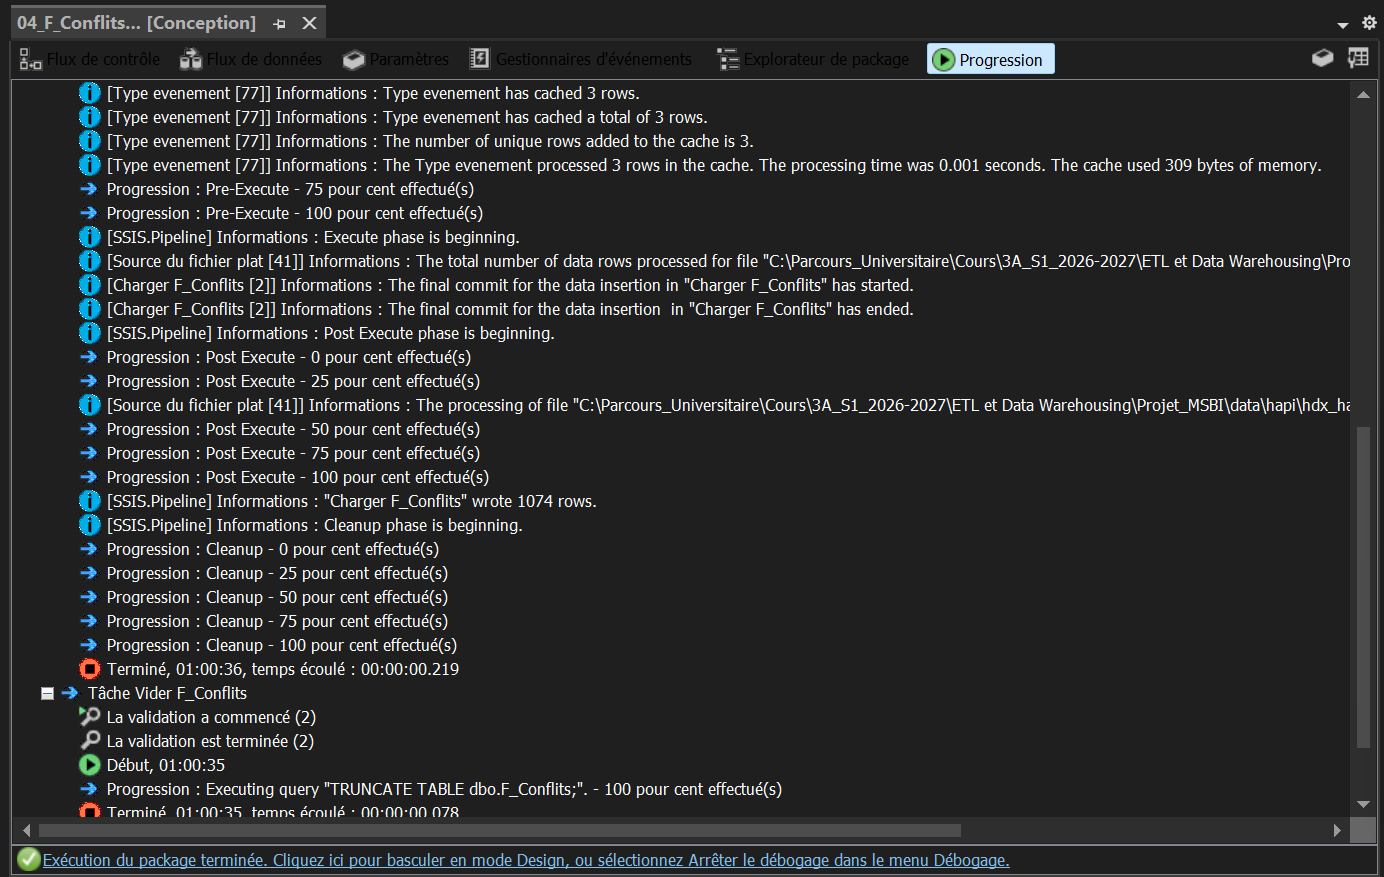 04_F_Conflits... [Conception]
Flux de contrôle Flux de données Paramètres Gestionnaires d'événements Explorateur de package Progression
[Type evenement [77]] Informations : Type evenement has cached 3 rows.
[Type evenement [77]] Informations : Type evenement has cached a total of 3 rows.
[Type evenement [77]] Informations : The number of unique rows added to the cache is 3.
[Type evenement [77]] Informations : The Type evenement processed 3 rows in the cache. The processing time was 0.001 seconds. The cache used 309 bytes of memory.
Progression : Pre-Execute - 75 pour cent effectué(s)
Progression : Pre-Execute - 100 pour cent effectué(s)
[SSIS.Pipeline] Informations : Execute phase is beginning.
[Source du fichier plat [41]] Informations : The total number of data rows processed for file "C:\Parcours_Universitaire\Cours\3A_S1_2026-2027\ETL et Data Warehousing\Pro
[Charger F_Conflits [2]] Informations : The final commit for the data insertion in "Charger F_Conflits" has started.
[Charger F_Conflits [2]] Informations : The final commit for the data insertion  in "Charger F_Conflits" has ended.
[SSIS.Pipeline] Informations : Post Execute phase is beginning.
Progression : Post Execute - 0 pour cent effectué(s)
Progression : Post Execute - 25 pour cent effectué(s)
[Source du fichier plat [41]] Informations : The processing of file "C:\Parcours_Universitaire\Cours\3A_S1_2026-2027\ETL et Data Warehousing\Projet_MSBI\data\hapi\hdx_ha
Progression : Post Execute - 50 pour cent effectué(s)
Progression : Post Execute - 75 pour cent effectué(s)
Progression : Post Execute - 100 pour cent effectué(s)
[SSIS.Pipeline] Informations : "Charger F_Conflits" wrote 1074 rows.
[SSIS.Pipeline] Informations : Cleanup phase is beginning.
Progression : Cleanup - 0 pour cent effectué(s)
Progression : Cleanup - 25 pour cent effectué(s)
Progression : Cleanup - 50 pour cent effectué(s)
Progression : Cleanup - 75 pour cent effectué(s)
Progression : Cleanup - 100 pour cent effectué(s)
Terminé, 01:00:36, temps écoulé : 00:00:00.219
Tâche Vider F_Conflits
La validation a commencé (2)
La validation est terminée (2)
Début, 01:00:35
Progression : Executing query "TRUNCATE TABLE dbo.F_Conflits;". - 100 pour cent effectué(s)
Terminé, 01:00:35, temps écoulé : 00:00:00.078
Exécution du package terminée. Cliquez ici pour basculer en mode Design, ou sélectionnez Arrêter le débogage dans le menu Débogage.